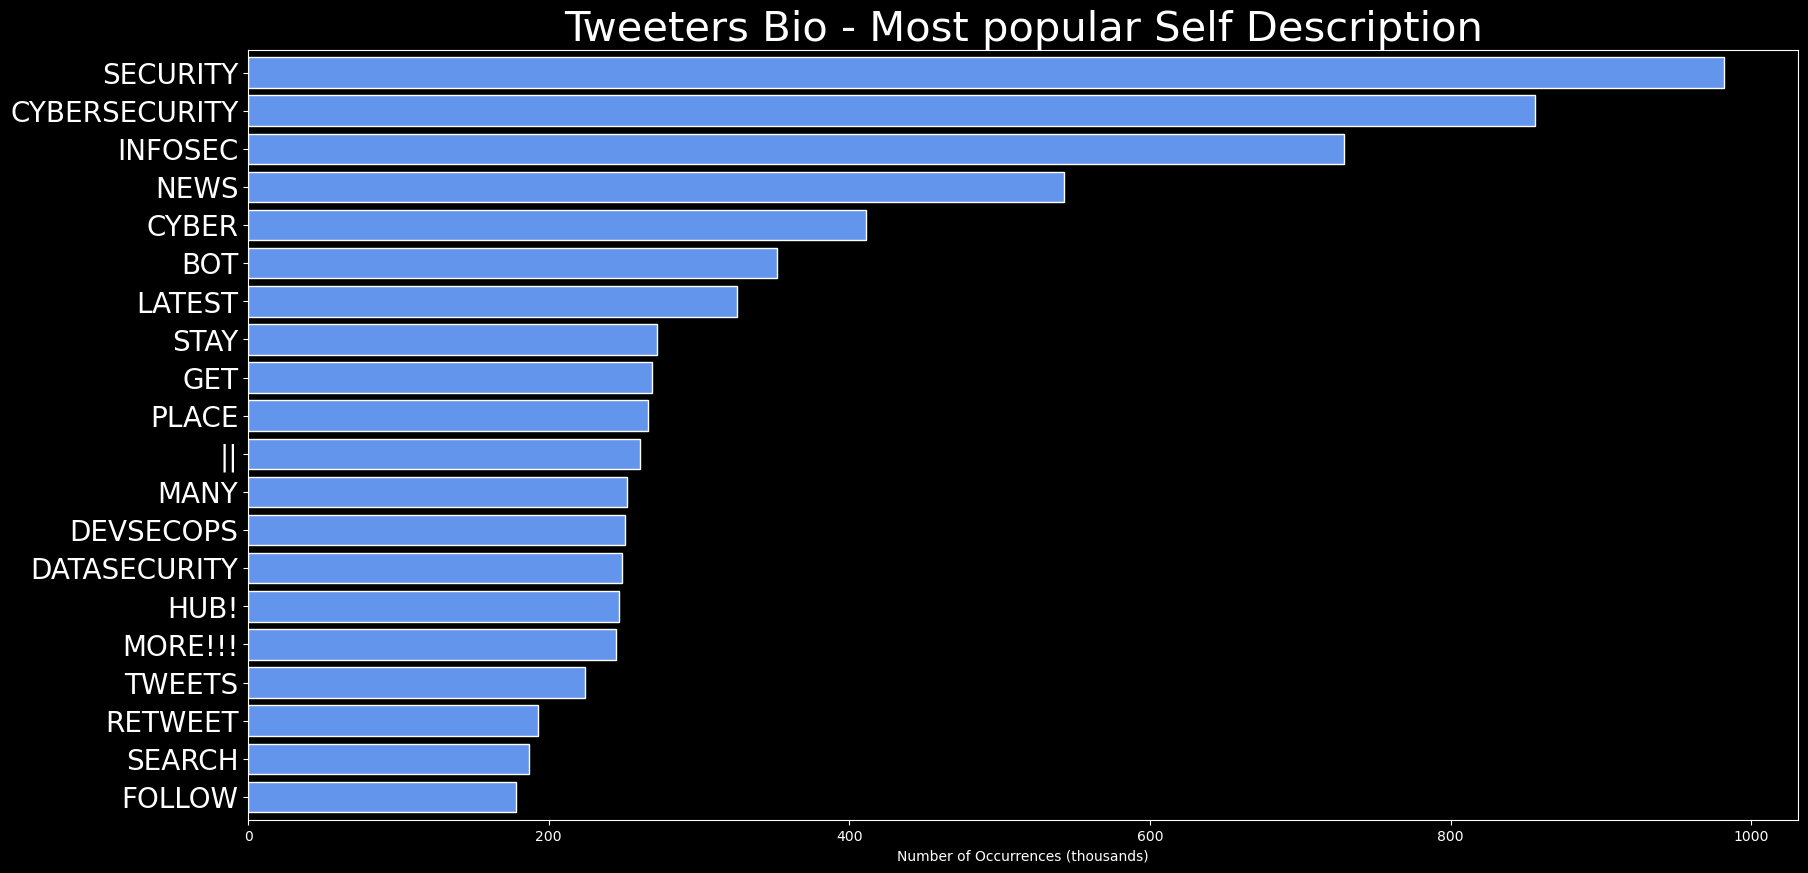 Tweeters Bio - Most popular Self Description
SECURITY
CYBERSECURITY
INFOSEC
NEWS
CYBER
BOT
LATEST
STAY
GET
PLACE
||
MANY
DEVSECOPS
DATASECURITY
HUB!
MORE!!!
TWEETS
RETWEET
SEARCH
FOLLOW
0 200 400 600 800 1000
Number of Occurrences (thousands)